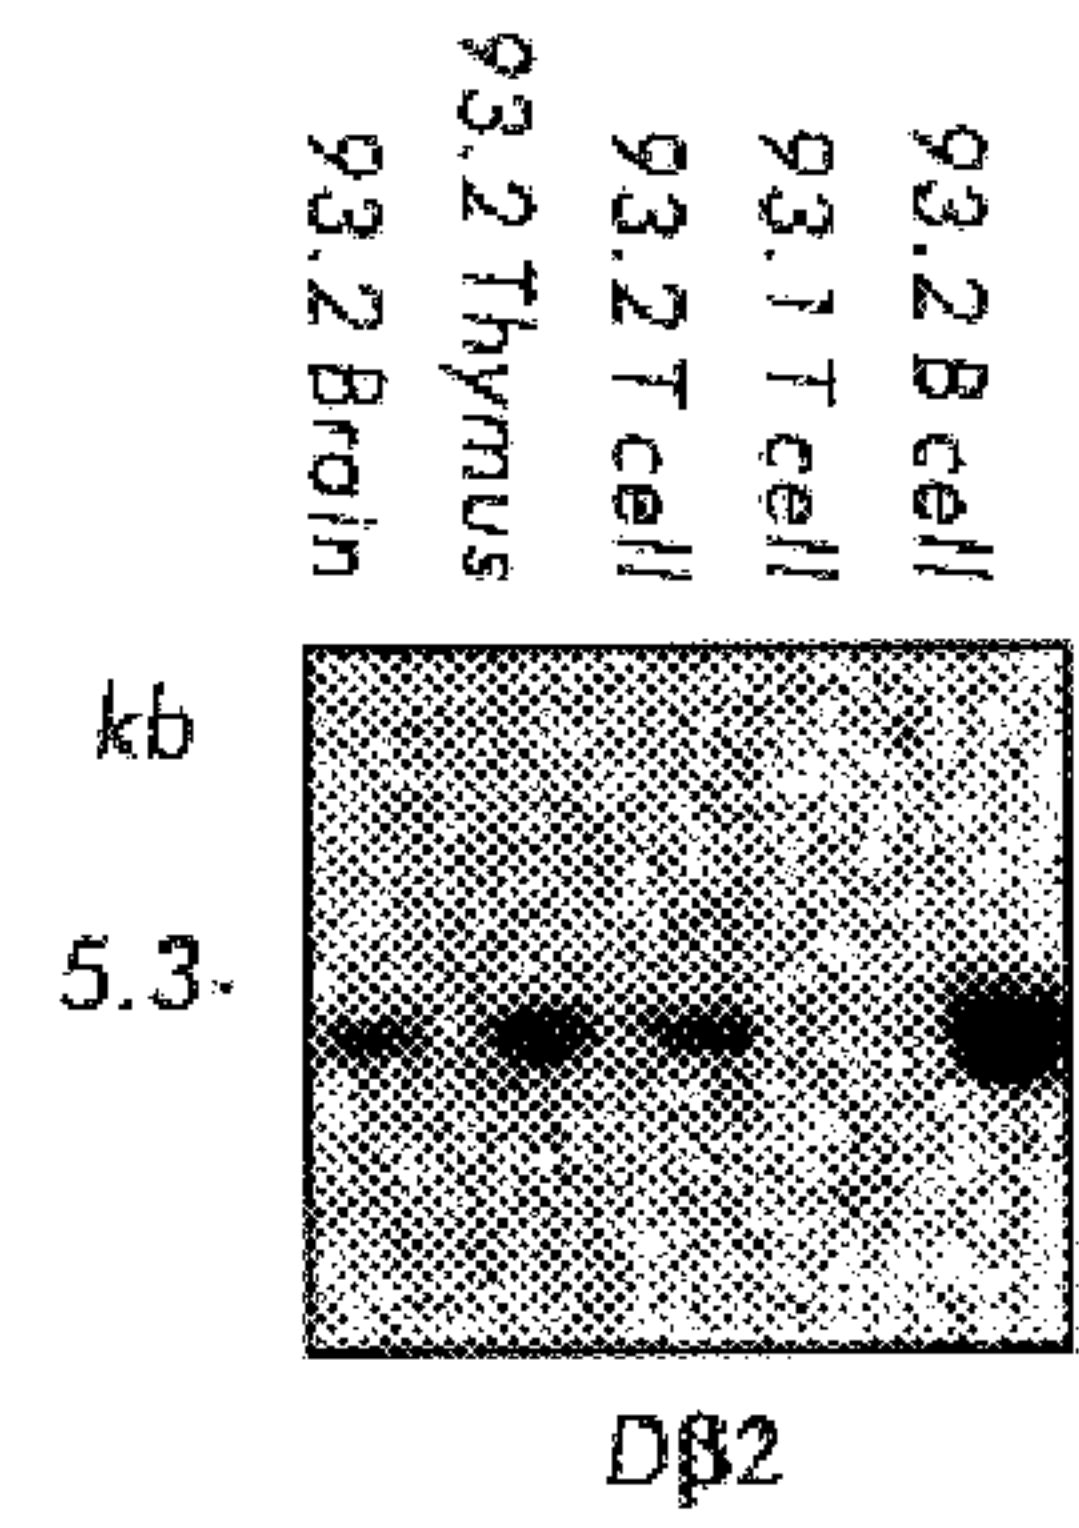 93.2 Brain
93.2 Thymus
93.2 T cell
93.1 T cell
93.2 B cell
kb
5.3-
Dβ2